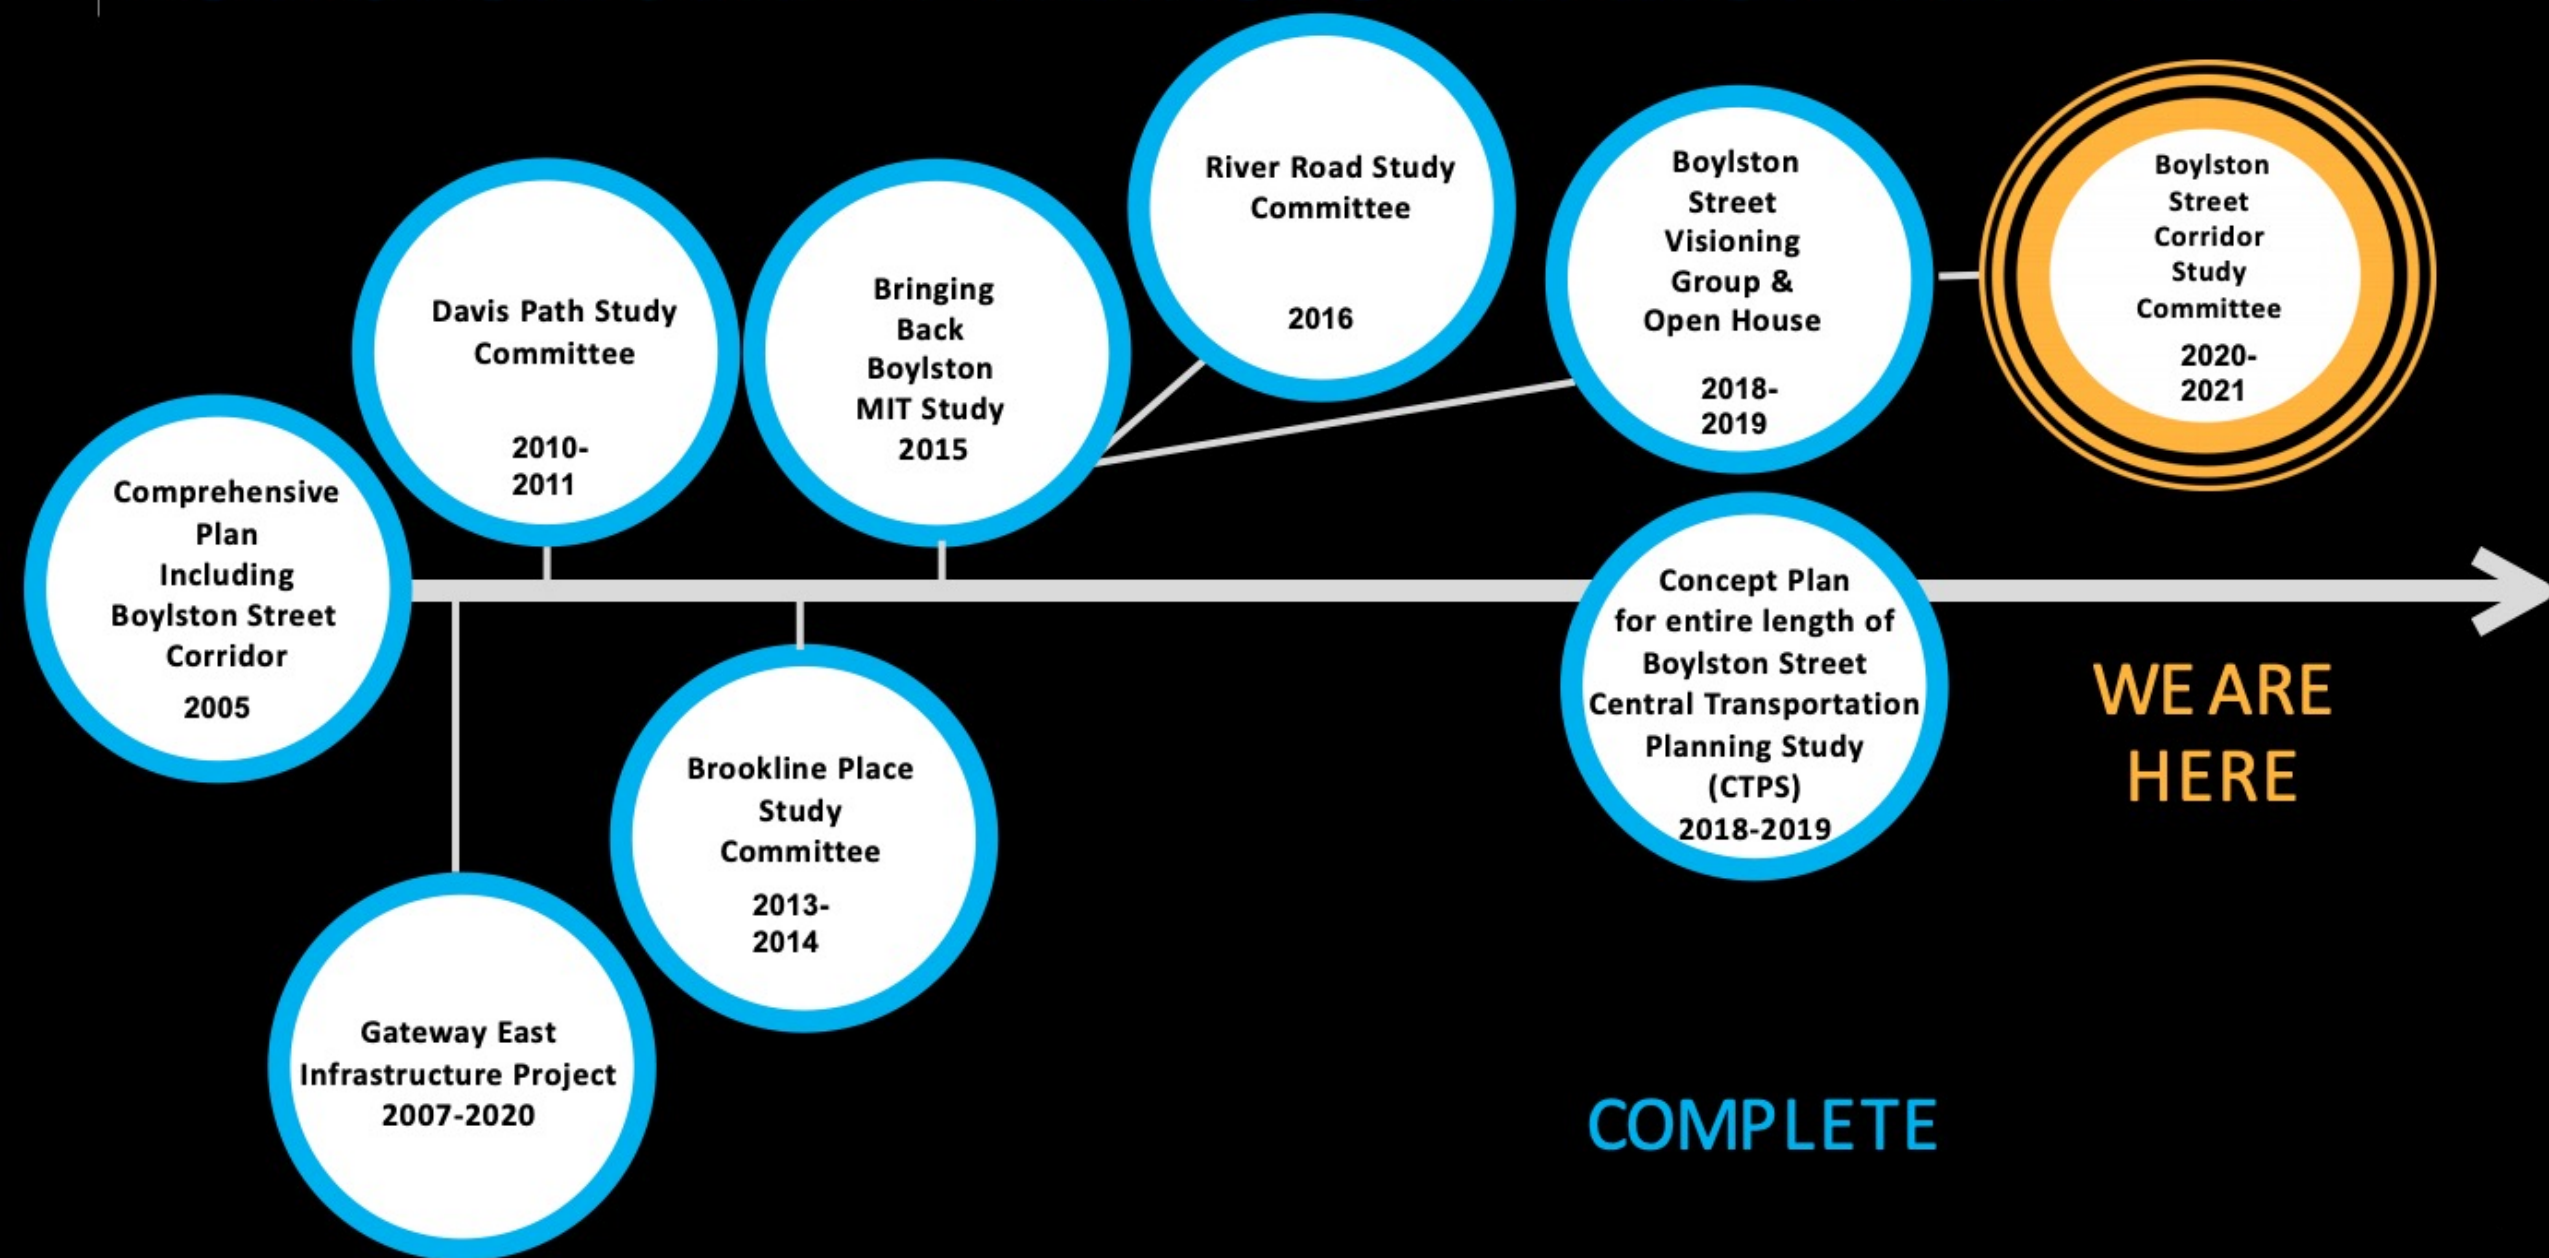 Comprehensive
Plan
Including
Boylston Street
Corridor
2005
Davis Path Study
Committee
2010-
2011
Gateway East
Infrastructure Project
2007-2020
Brookline Place
Study
Committee
2013-
2014
Bringing
Back
Boylston
MIT Study
2015
River Road Study
Committee
2016
Boylston
Street
Visioning
Group &
Open House
2018-
2019
Concept Plan
for entire length of
Boylston Street
Central Transportation
Planning Study
(CTPS)
2018-2019
Boylston
Street
Corridor
Study
Committee
2020-
2021
WE ARE
HERE
COMPLETE